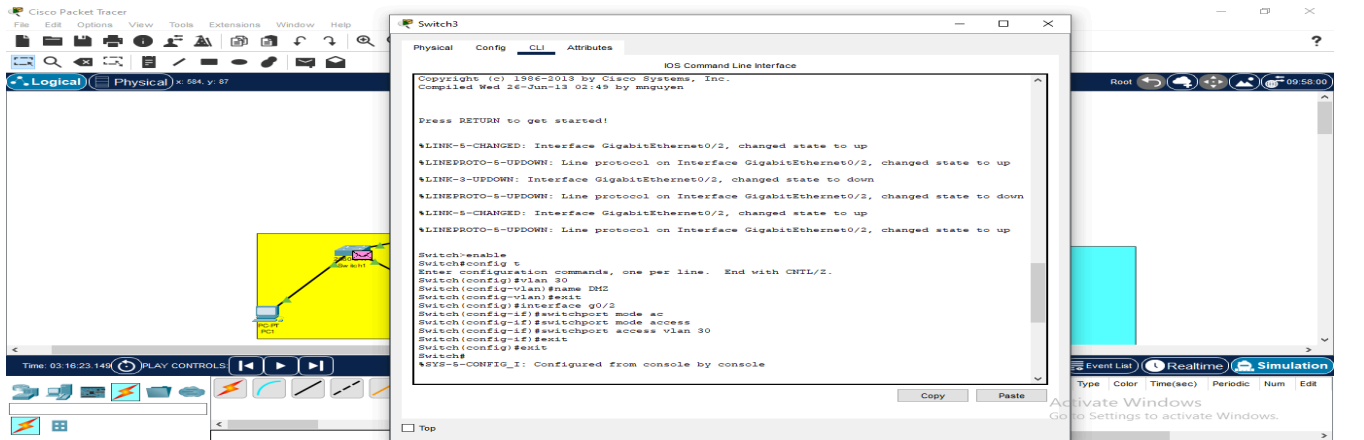 Cisco Packet Tracer
File Edit Options View Tools Extensions Window Help
?
Logical Physical x: 584, y: 87
Root 09:58:00
Switch1
PC-PT
PC1
Time: 03:16:23.149 PLAY CONTROLS:
Event List Realtime Simulation
Type Color Time(sec) Periodic Num Edit
Switch3
Physical Config CLI Attributes
IOS Command Line Interface
Copyright (c) 1986-2013 by Cisco Systems, Inc.
Compiled Wed 26-Jun-13 02:49 by mnguyen
Press RETURN to get started!
%LINK-5-CHANGED: Interface GigabitEthernet0/2, changed state to up
%LINEPROTO-5-UPDOWN: Line protocol on Interface GigabitEthernet0/2, changed state to up
%LINK-3-UPDOWN: Interface GigabitEthernet0/2, changed state to down
%LINEPROTO-5-UPDOWN: Line protocol on Interface GigabitEthernet0/2, changed state to down
%LINK-5-CHANGED: Interface GigabitEthernet0/2, changed state to up
%LINEPROTO-5-UPDOWN: Line protocol on Interface GigabitEthernet0/2, changed state to up
Switch>enable
Switch#config t
Enter configuration commands, one per line. End with CNTL/Z.
Switch(config)#vlan 30
Switch(config-vlan)#name DMZ
Switch(config-vlan)#exit
Switch(config)#interface g0/2
Switch(config-if)#switchport mode ac
Switch(config-if)#switchport mode access
Switch(config-if)#switchport access vlan 30
Switch(config-if)#exit
Switch(config)#exit
Switch#
%SYS-5-CONFIG_I: Configured from console by console
Copy Paste
Top
Activate Windows
Go to Settings to activate Windows.